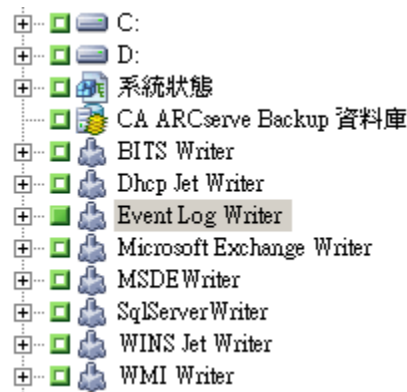 C:
D:
系統狀態
CA ARCserve Backup 資料庫
BITS Writer
Dhcp Jet Writer
Event Log Writer
Microsoft Exchange Writer
MSDEWriter
SqlServerWriter
WINS Jet Writer
WMI Writer